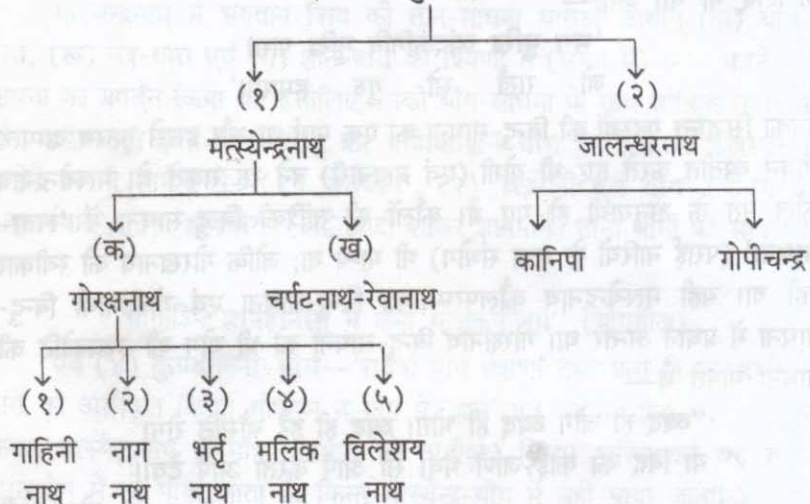 (१) (२)
मत्स्येन्द्रनाथ जालन्धरनाथ
(क) (ख) कानिपा गोपीचन्द्र
गोरक्षनाथ चर्पटनाथ-रेवानाथ
(१) (२) (३) (४) (५)
गाहिनी नाग भर्तृ मलिक विलेशय
नाथ नाथ नाथ नाथ नाथ